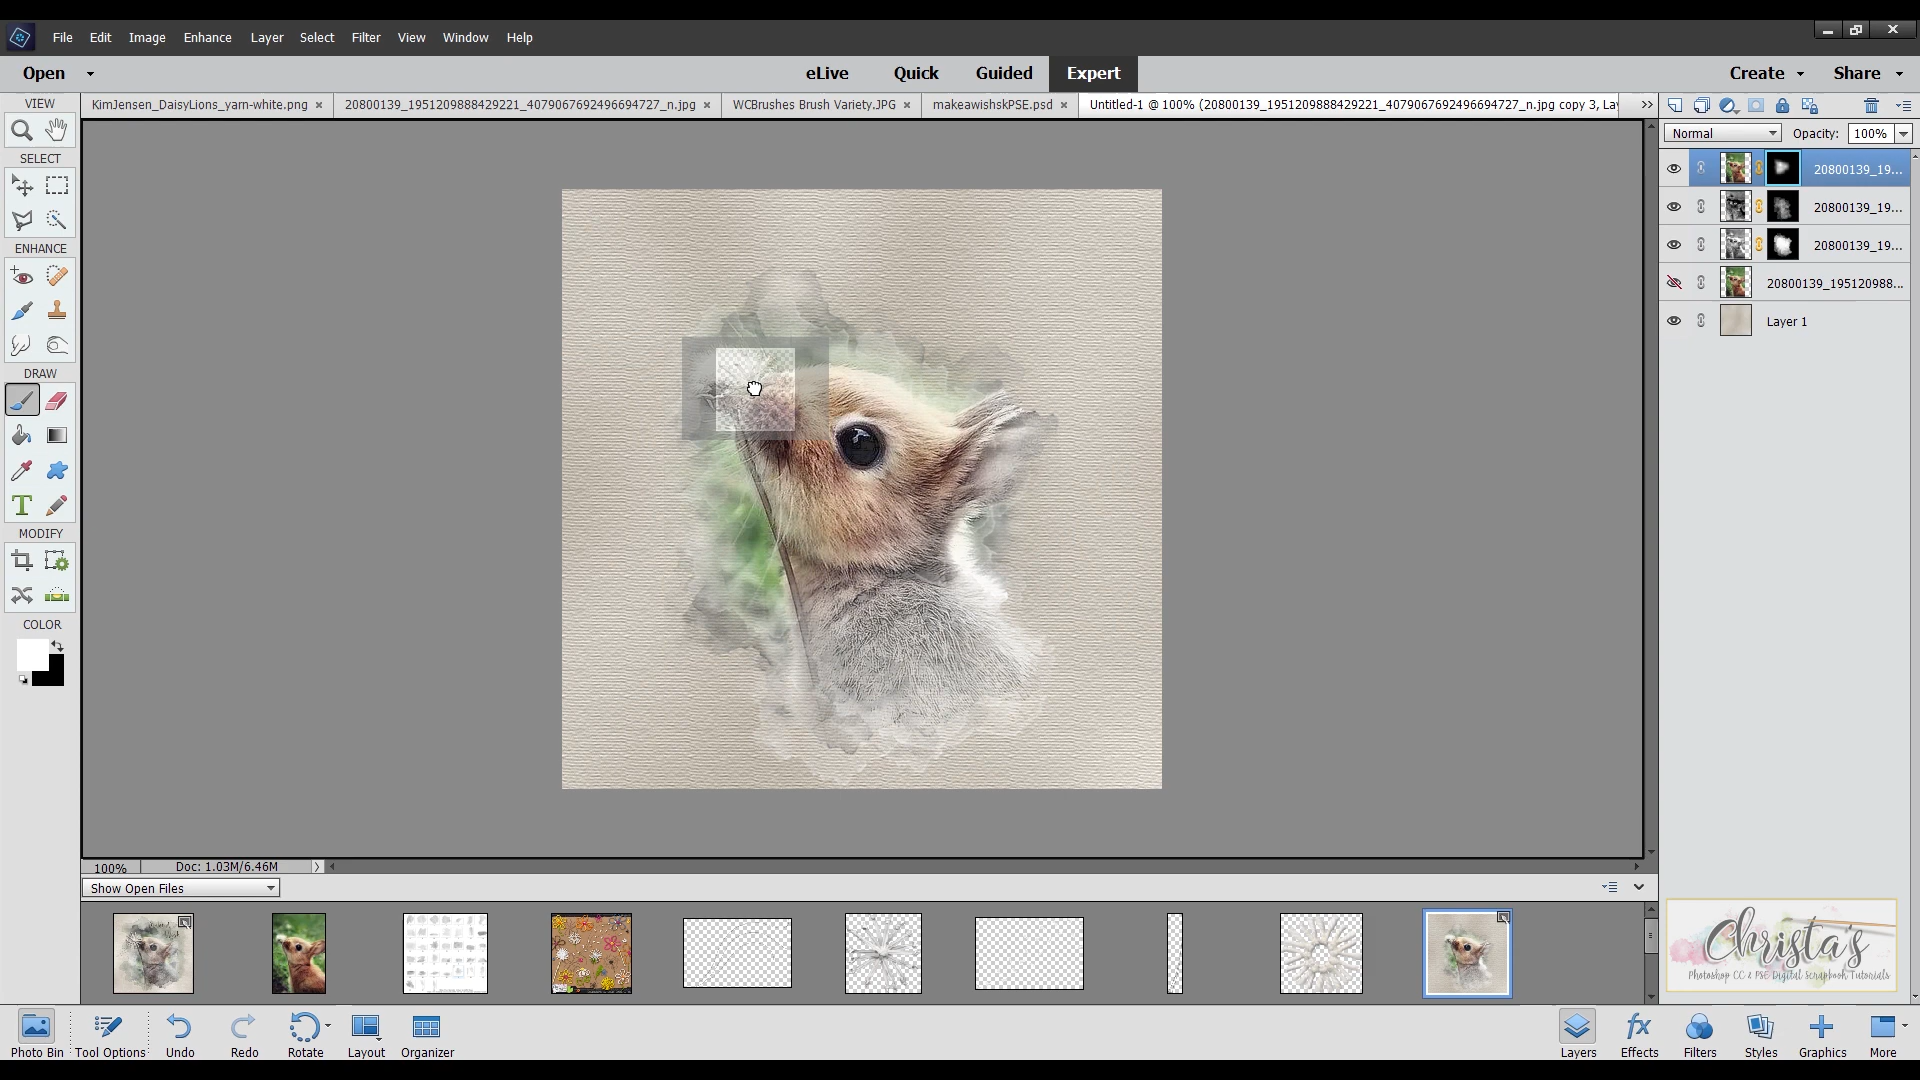 File Edit Image Enhance Layer Select Filter View Window Help
Open eLive Quick Guided Expert Create Share
VIEW
KimJensen_DaisyLions_yarn-white.png × 20800139_1951209888429221_4079067692496694727_n.jpg × WCBrushes Brush Variety.JPG × makeawishskPSE.psd × Untitled-1 @ 100% (20800139_1951209888429221_4079067692496694727_n.jpg copy 3, La >>
Normal Opacity: 100%
SELECT
20800139_19...
20800139_19...
ENHANCE
20800139_19...
20800139_195120988...
Layer 1
DRAW
T
MODIFY
COLOR
100% Doc: 1.03M/6.46M
Show Open Files
Christa's
Photoshop CC & PSE Digital Scrapbook Tutorials
Photo Bin Tool Options Undo Redo Rotate Layout Organizer Layers fx Effects Filters Styles Graphics More